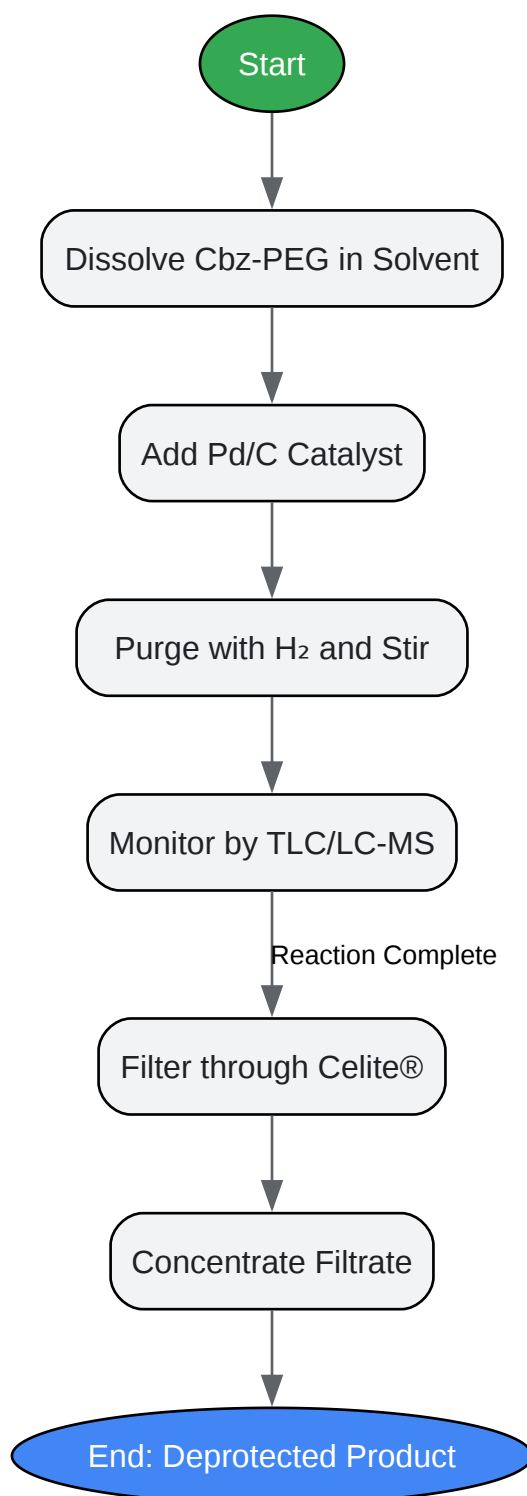 Start
Dissolve Cbz-PEG in Solvent
Add Pd/C Catalyst
Purge with H₂ and Stir
Monitor by TLC/LC-MS
Reaction Complete
Filter through Celite®
Concentrate Filtrate
End: Deprotected Product